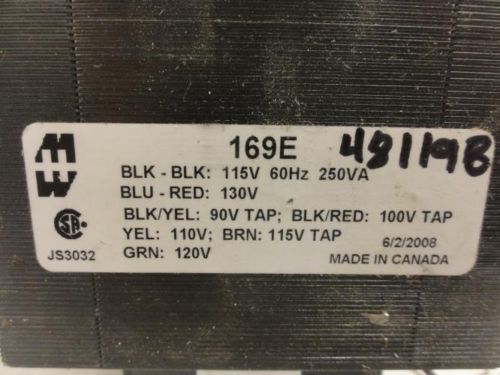 169E
481198
BLK - BLK: 115V 60Hz 250VA
BLU - RED: 130V
BLK/YEL: 90V TAP; BLK/RED: 100V TAP
YEL: 110V; BRN: 115V TAP
GRN: 120V
6/2/2008
MADE IN CANADA
JS3032